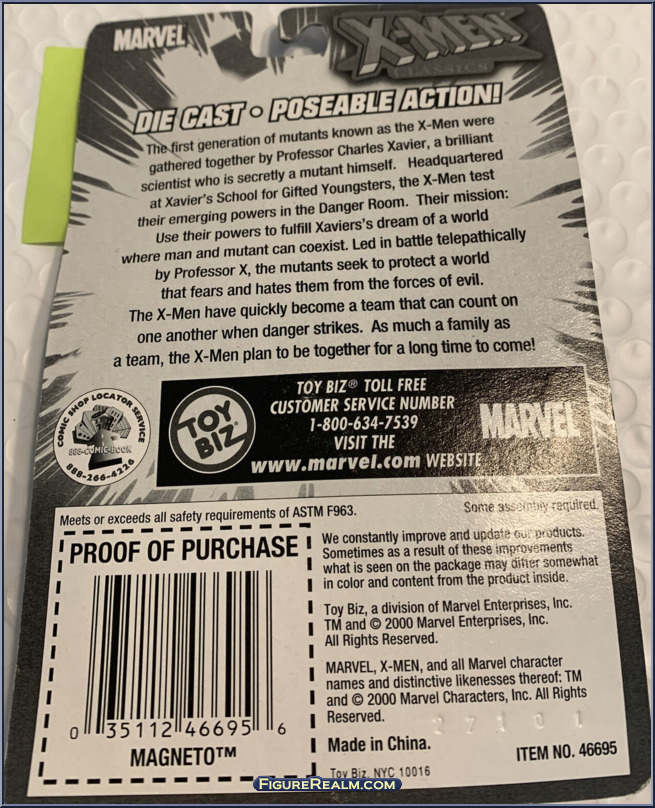 MARVEL
X-MEN
CLASSICS
DIE CAST • POSEABLE ACTION!
The first generation of mutants known as the X-Men were
gathered together by Professor Charles Xavier, a brilliant
scientist who is secretly a mutant himself. Headquartered
at Xavier's School for Gifted Youngsters, the X-Men test
their emerging powers in the Danger Room. Their mission:
Use their powers to fulfill Xaviers's dream of a world
where man and mutant can coexist. Led in battle telepathically
by Professor X, the mutants seek to protect a world
that fears and hates them from the forces of evil.
The X-Men have quickly become a team that can count on
one another when danger strikes. As much a family as
a team, the X-Men plan to be together for a long time to come!
COMIC SHOP LOCATOR SERVICE
888-COMIC-BOOK
888-266-4226
TOY BIZ
TOY BIZ® TOLL FREE
CUSTOMER SERVICE NUMBER
1-800-634-7539
VISIT THE
www.marvel.com WEBSITE
MARVEL
Meets or exceeds all safety requirements of ASTM F963.
Some assembly required.
PROOF OF PURCHASE
0 35112 46695 6
MAGNETO™
We constantly improve and update our products.
Sometimes as a result of these improvements
what is seen on the package may differ somewhat
in color and content from the product inside.
Toy Biz, a division of Marvel Enterprises, Inc.
TM and © 2000 Marvel Enterprises, Inc.
All Rights Reserved.
MARVEL, X-MEN, and all Marvel character
names and distinctive likenesses thereof: TM
and © 2000 Marvel Characters, Inc. All Rights
Reserved.
Made in China.
ITEM NO. 46695
Toy Biz, NYC 10016
FIGUREREALM.COM